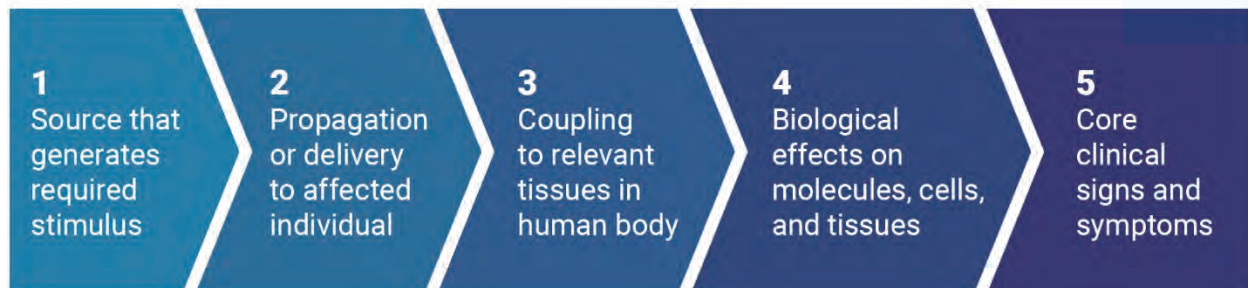 1
Source that
generates
required
stimulus
2
Propagation
or delivery
to affected
individual
3
Coupling
to relevant
tissues in
human body
4
Biological
effects on
molecules, cells,
and tissues
5
Core
clinical
signs and
symptoms